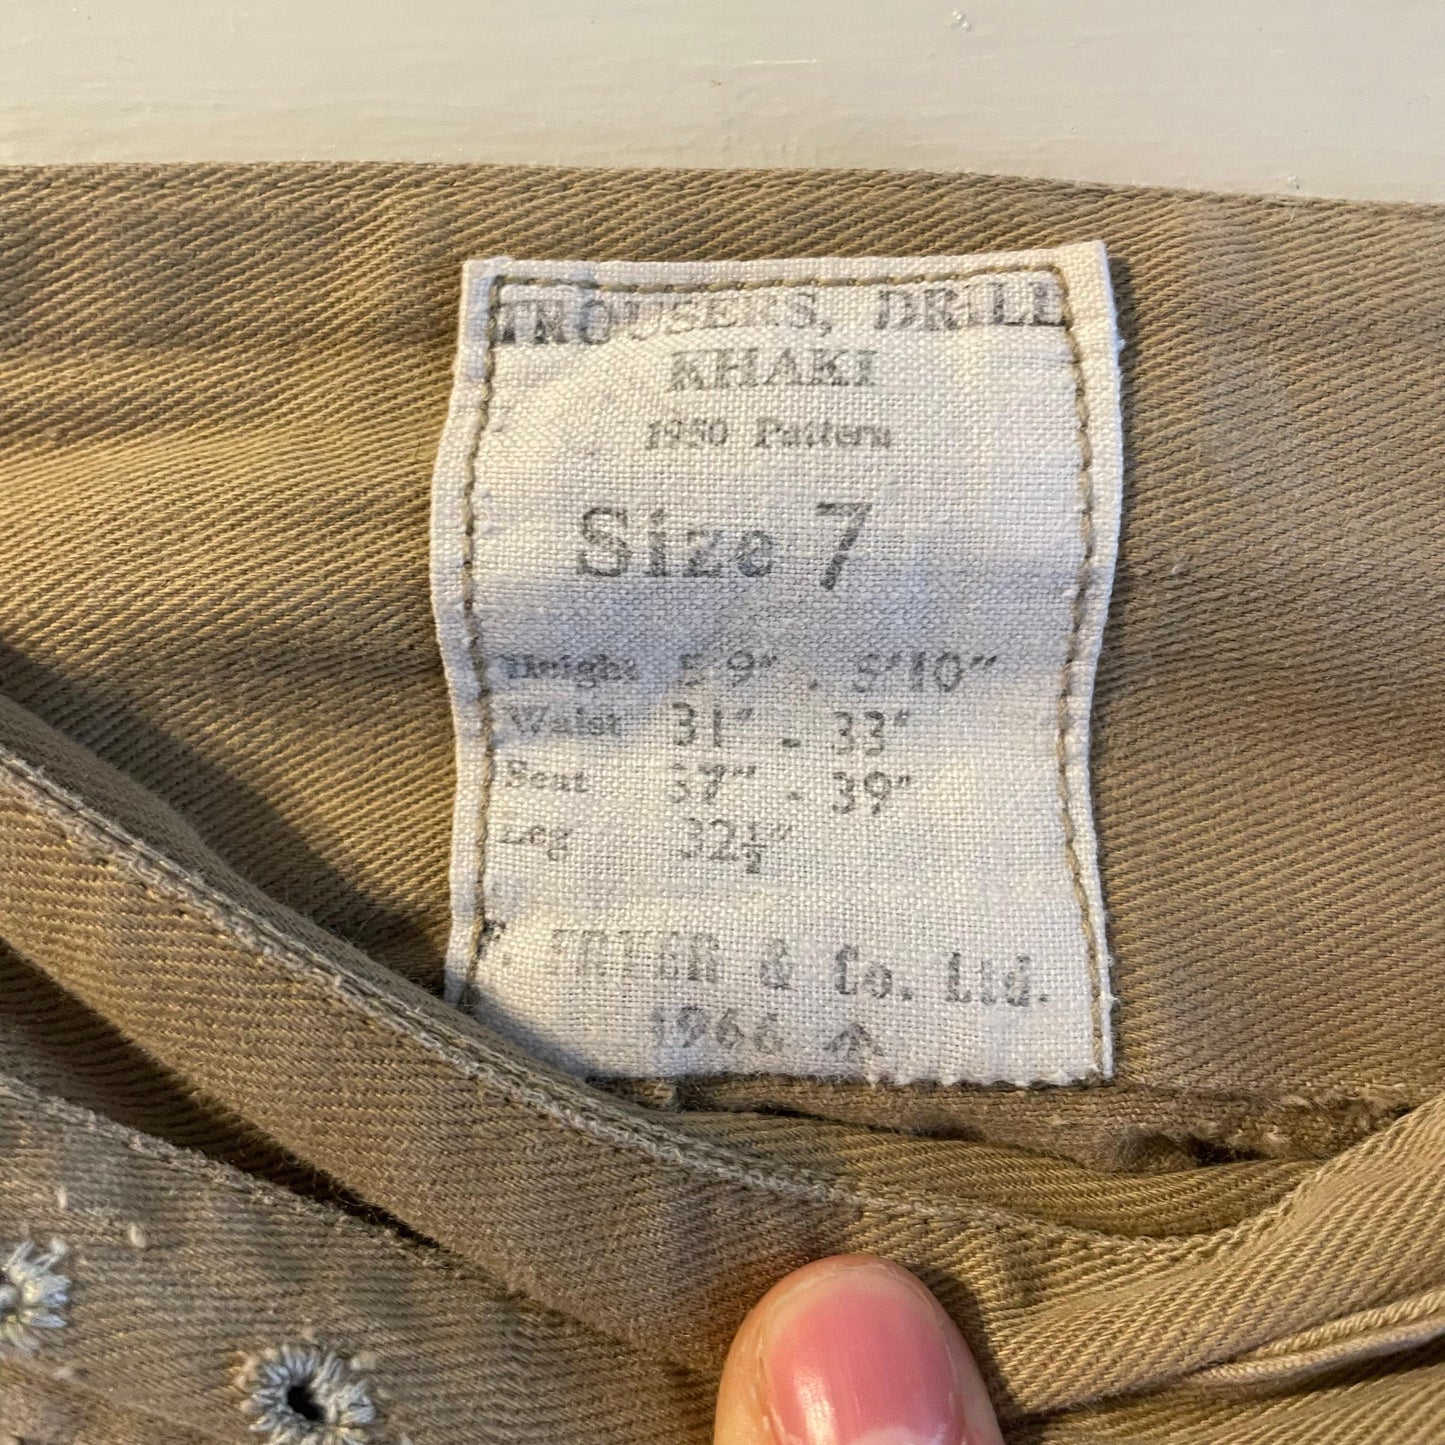 TROUSERS, DRILL
KHAKI
1950 Pattern
Size 7
Height 5'9" - 5'10"
Waist 31" - 33"
Seat 37" - 39"
Leg 32½"
& Co. Ltd.
1966 ↑